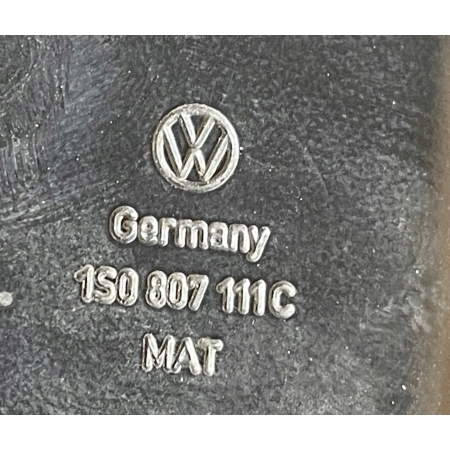 VW
Germany
1S0 807 111C
MAT